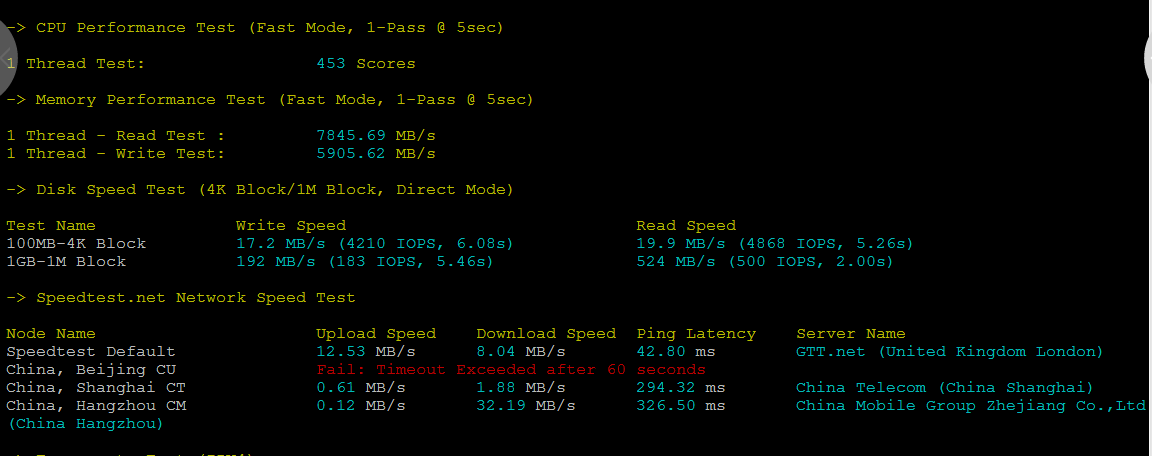 -> CPU Performance Test (Fast Mode, 1-Pass @ 5sec)
1 Thread Test: 453 Scores
-> Memory Performance Test (Fast Mode, 1-Pass @ 5sec)
1 Thread - Read Test : 7845.69 MB/s
1 Thread - Write Test: 5905.62 MB/s
-> Disk Speed Test (4K Block/1M Block, Direct Mode)
Test Name Write Speed Read Speed
100MB-4K Block 17.2 MB/s (4210 IOPS, 6.08s) 19.9 MB/s (4868 IOPS, 5.26s)
1GB-1M Block 192 MB/s (183 IOPS, 5.46s) 524 MB/s (500 IOPS, 2.00s)
-> Speedtest.net Network Speed Test
Node Name Upload Speed Download Speed Ping Latency Server Name
Speedtest Default 12.53 MB/s 8.04 MB/s 42.80 ms GTT.net (United Kingdom London)
China, Beijing CU Fail: Timeout Exceeded after 60 seconds
China, Shanghai CT 0.61 MB/s 1.88 MB/s 294.32 ms China Telecom (China Shanghai)
China, Hangzhou CM 0.12 MB/s 32.19 MB/s 326.50 ms China Mobile Group Zhejiang Co.,Ltd
(China Hangzhou)